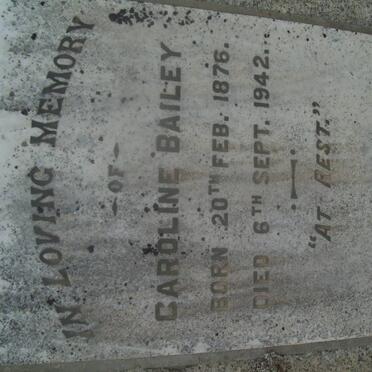 IN LOVING MEMORY
OF
CAROLINE BAILEY
BORN 20TH FEB. 1876.
DIED 6TH SEPT. 1942.
"AT REST."